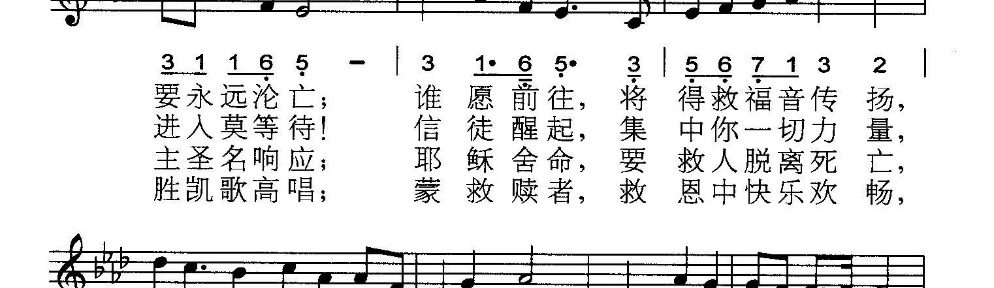 3 1 1 6 5 – | 3 1· 6 5· 3 | 5 6 7 1 3 2 |
要永远沦亡； 谁愿前往，将得救福音传扬，
进入莫等待！ 信徒醒起，集中你一切力量，
主圣名响应； 耶稣舍命，要救人脱离死亡，
胜凯歌高唱； 蒙救赎者，救恩中快乐欢畅，